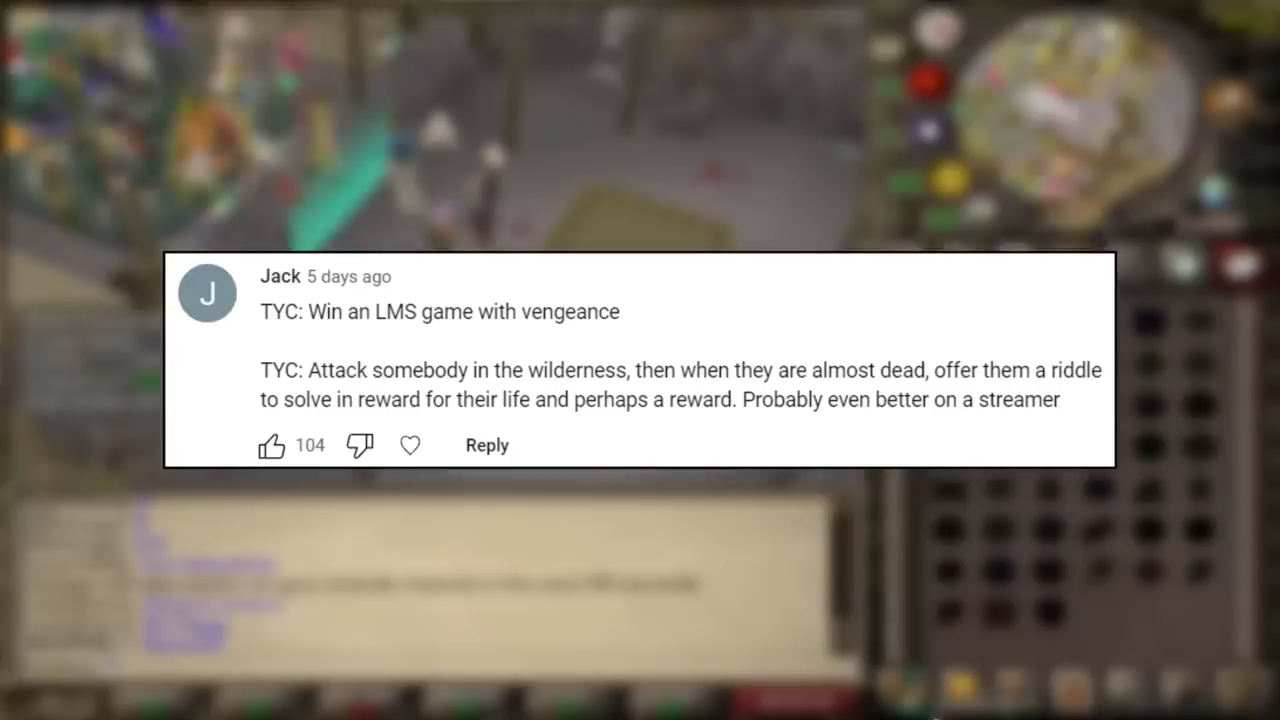 J
Jack 5 days ago
TYC: Win an LMS game with vengeance
TYC: Attack somebody in the wilderness, then when they are almost dead, offer them a riddle
to solve in reward for their life and perhaps a reward. Probably even better on a streamer
104 Reply